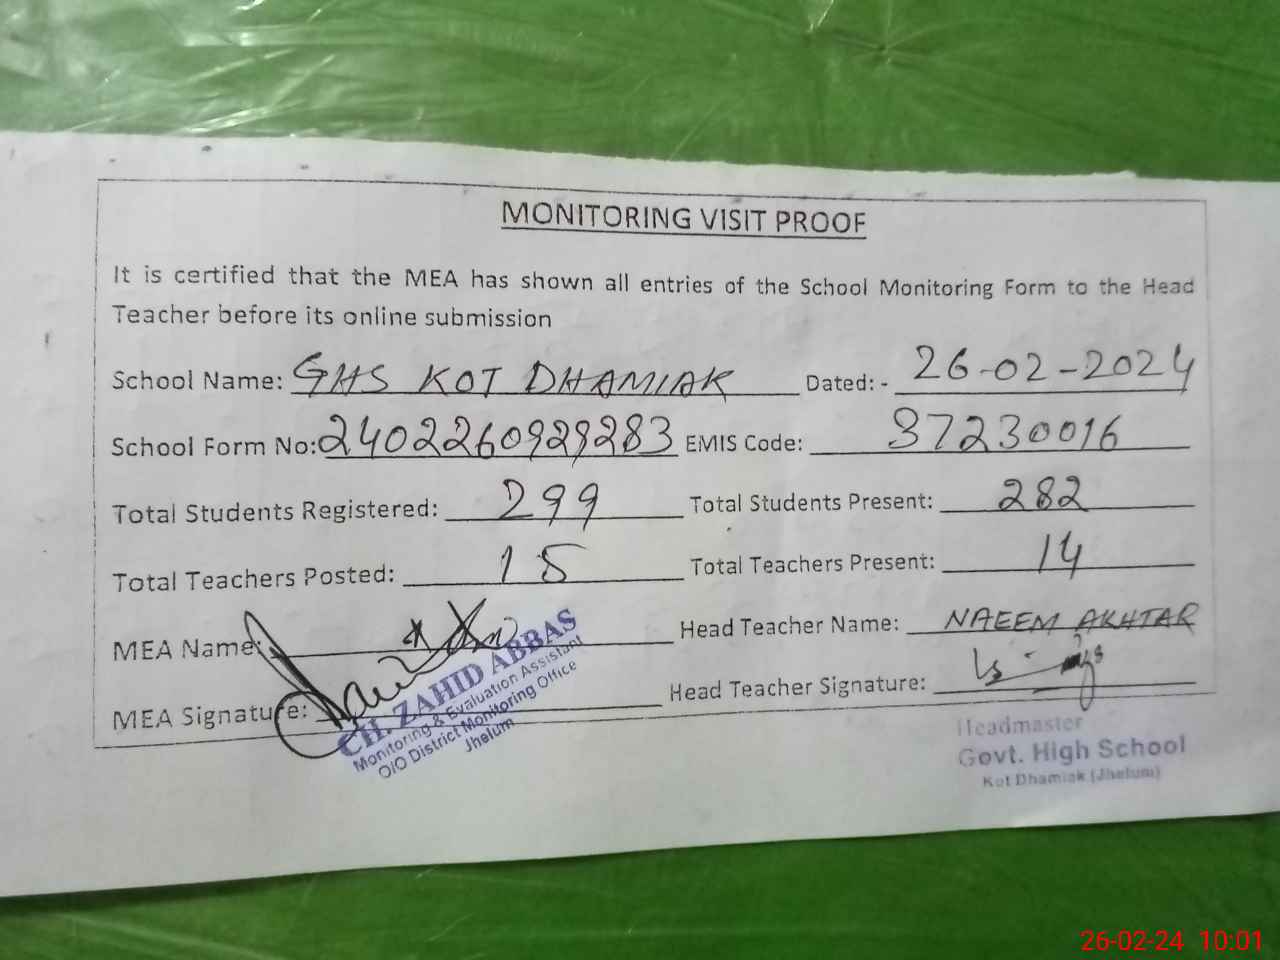 MONITORING VISIT PROOF
It is certified that the MEA has shown all entries of the School Monitoring Form to the Head
Teacher before its online submission
School Name: GHS KOT DHAMIAK Dated: - 26-02-2024
School Form No: 2402260929283 EMIS Code: 37230016
Total Students Registered: 299 Total Students Present: 282
Total Teachers Posted: 15 Total Teachers Present: 14
MEA Name: Head Teacher Name: NAEEM AKHTAR
MEA Signature: Head Teacher Signature:
CH. ZAHID ABBAS
Monitoring & Evaluation Assistant
O/O District Monitoring Office
Jhelum
Headmaster
Govt. High School
Kot Dhamiak (Jhelum)
26-02-24 10:01